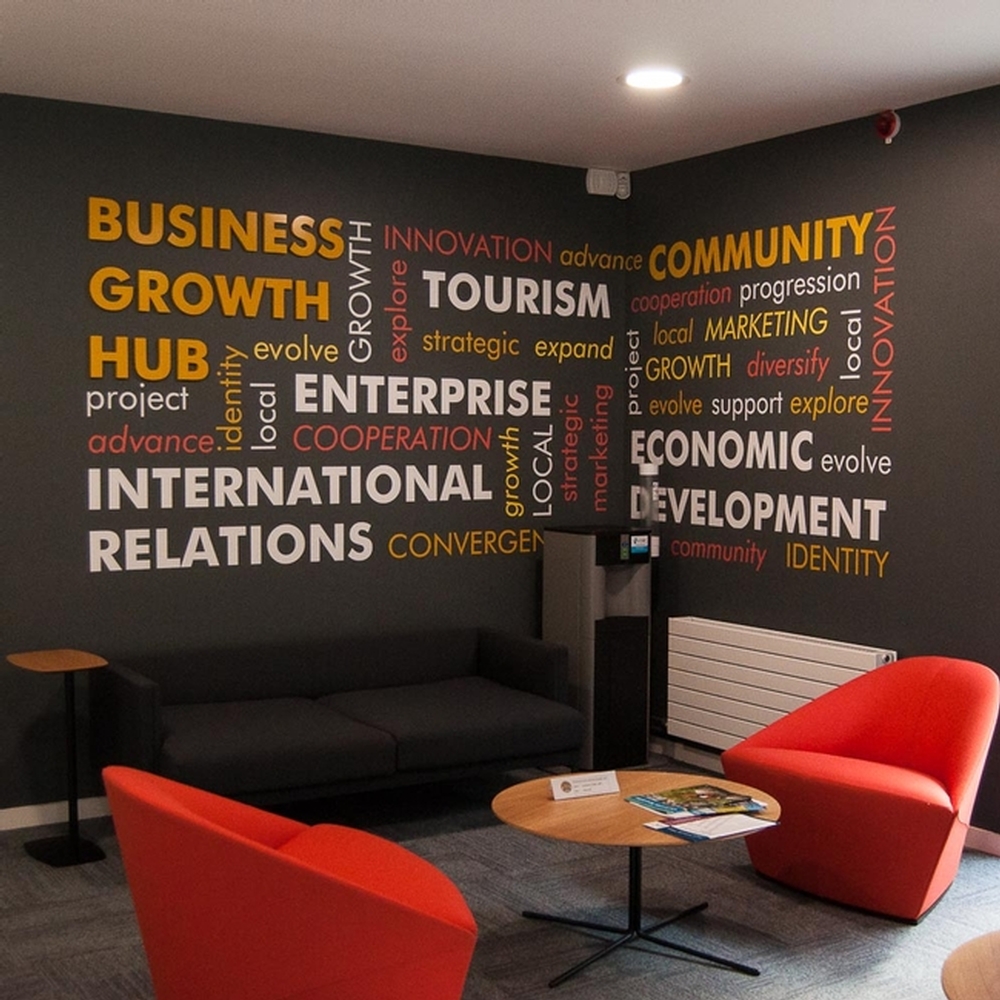 BUSINESS
GROWTH
HUB
GROWTH
INNOVATION
advance
explore
TOURISM
strategic expand
evolve
identity
project
local
ENTERPRISE
advance
COOPERATION
growth
LOCAL
strategic
marketing
INTERNATIONAL
RELATIONS
CONVERGEN
COMMUNITY
INNOVATION
cooperation progression
local MARKETING
local
project
GROWTH diversify
evolve support explore
ECONOMIC evolve
DEVELOPMENT
community IDENTITY